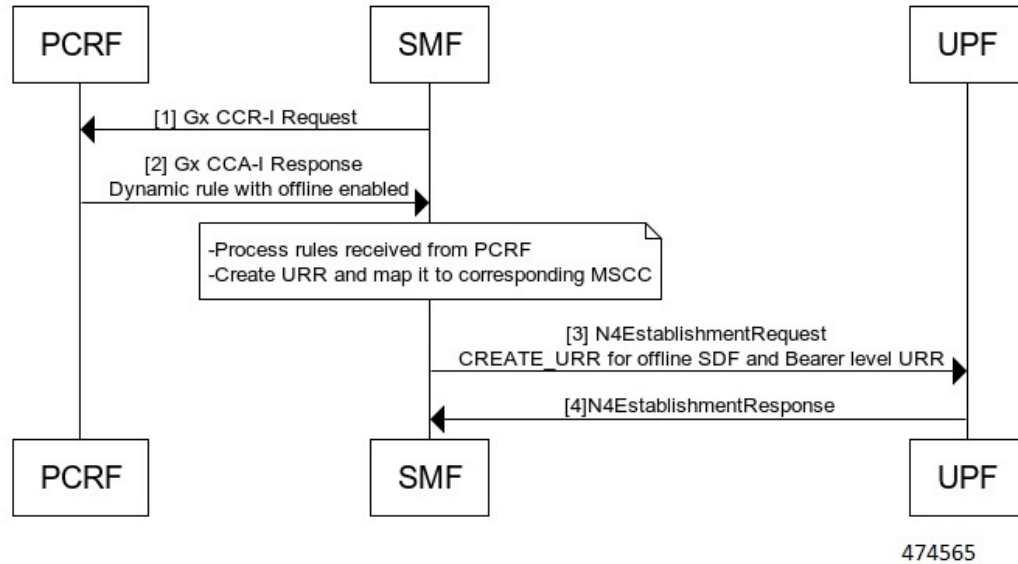 PCRF
SMF
UPF
[1] Gx CCR-I Request
[2] Gx CCA-I Response
Dynamic rule with offline enabled
-Process rules received from PCRF
-Create URR and map it to corresponding MSCC
[3] N4EstablishmentRequest
CREATE_URR for offline SDF and Bearer level URR
[4]N4EstablishmentResponse
PCRF
SMF
UPF
474565